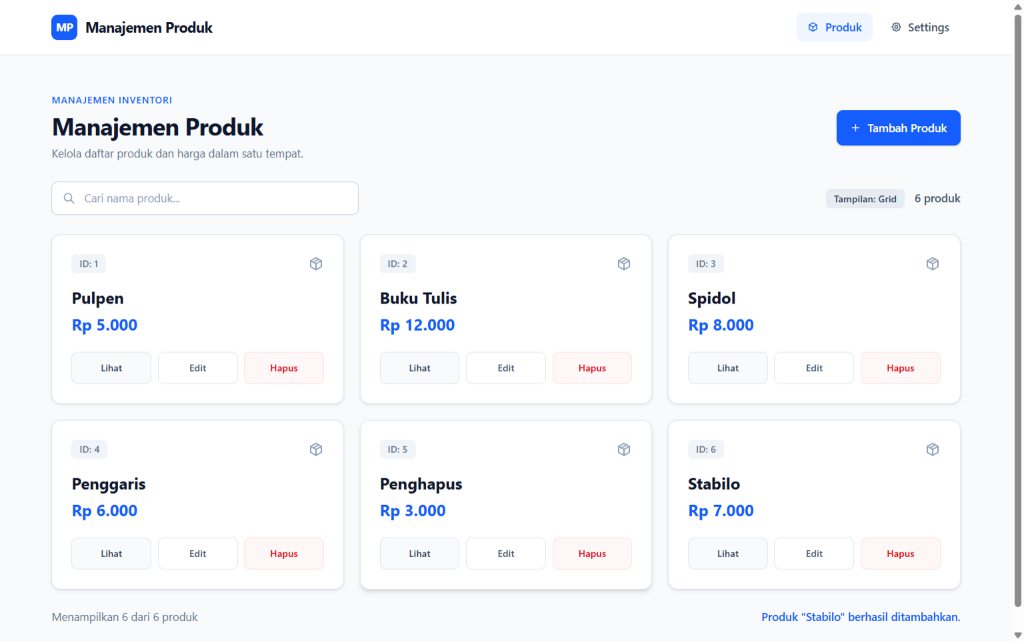 MP Manajemen Produk
Produk
Settings
MANAJEMEN INVENTORI
Manajemen Produk
Kelola daftar produk dan harga dalam satu tempat.
+ Tambah Produk
Cari nama produk...
Tampilan: Grid
6 produk
ID: 1
Pulpen
Rp 5.000
Lihat Edit Hapus
ID: 2
Buku Tulis
Rp 12.000
Lihat Edit Hapus
ID: 3
Spidol
Rp 8.000
Lihat Edit Hapus
ID: 4
Penggaris
Rp 6.000
Lihat Edit Hapus
ID: 5
Penghapus
Rp 3.000
Lihat Edit Hapus
ID: 6
Stabilo
Rp 7.000
Lihat Edit Hapus
Menampilkan 6 dari 6 produk
Produk "Stabilo" berhasil ditambahkan.